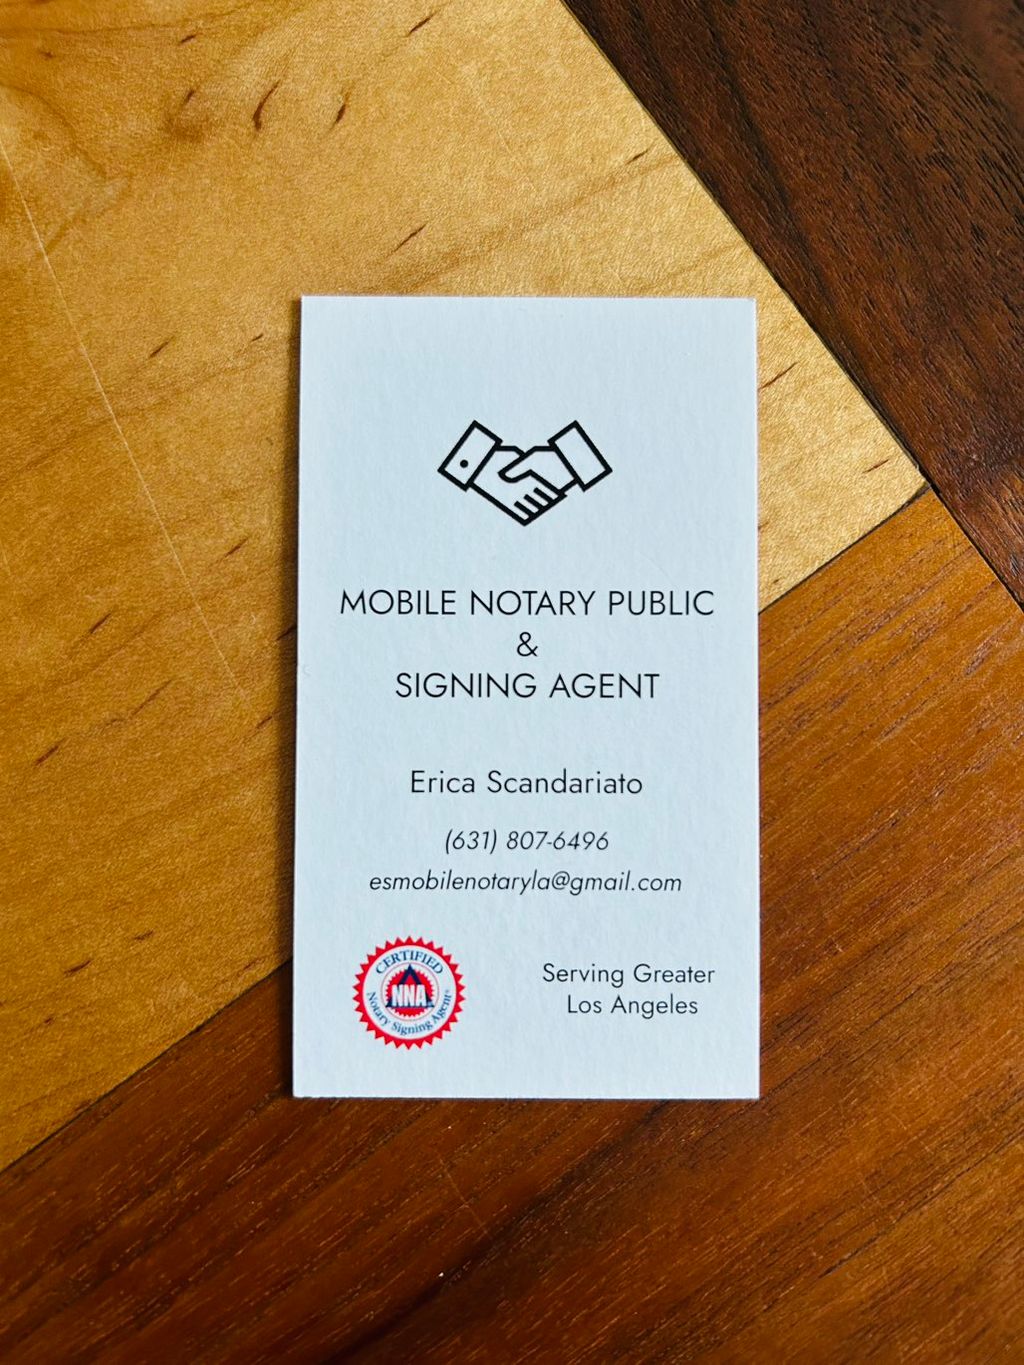 MOBILE NOTARY PUBLIC
&
SIGNING AGENT
Erica Scandariato
(631) 807-6496
esmobilenotaryla@gmail.com
CERTIFIED
NNA
Notary Signing Agent
Serving Greater
Los Angeles